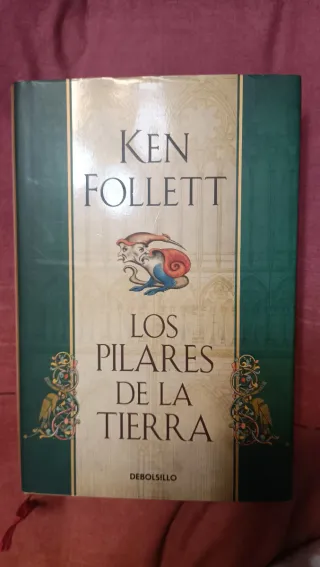 KEN
FOLLETT
LOS
PILARES
DE LA
TIERRA
DEBOLSILLO